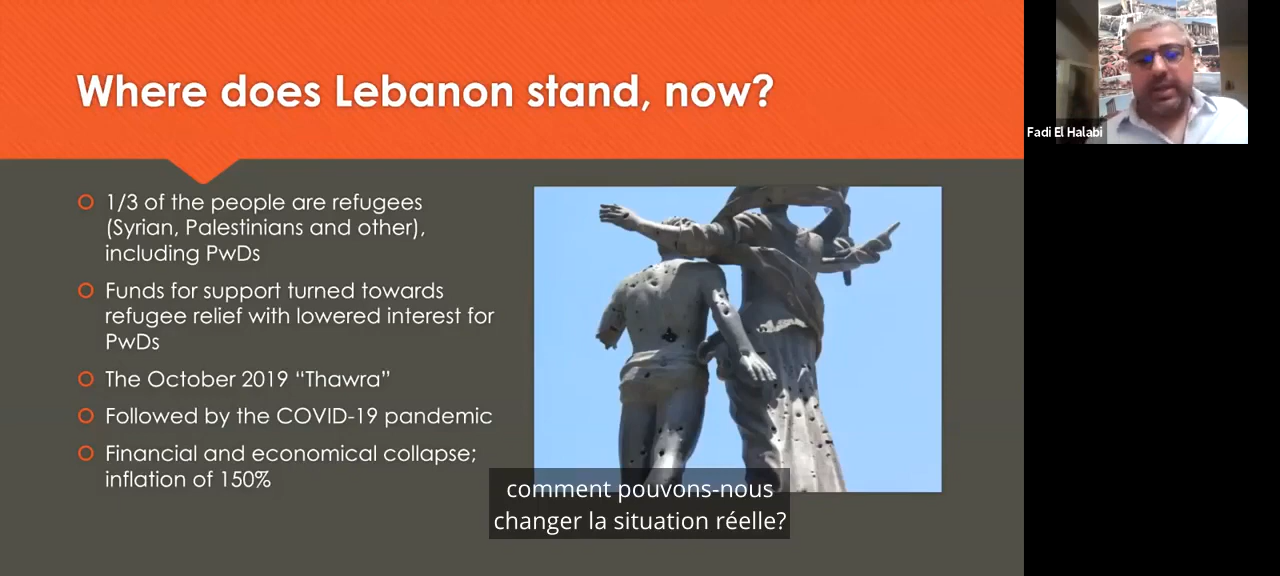 Where does Lebanon stand, now?
1/3 of the people are refugees
(Syrian, Palestinians and other),
including PwDs
Funds for support turned towards
refugee relief with lowered interest for
PwDs
The October 2019 “Thawra”
Followed by the COVID-19 pandemic
Financial and economical collapse;
inflation of 150%
comment pouvons-nous
changer la situation réelle?
Fadi El Halabi